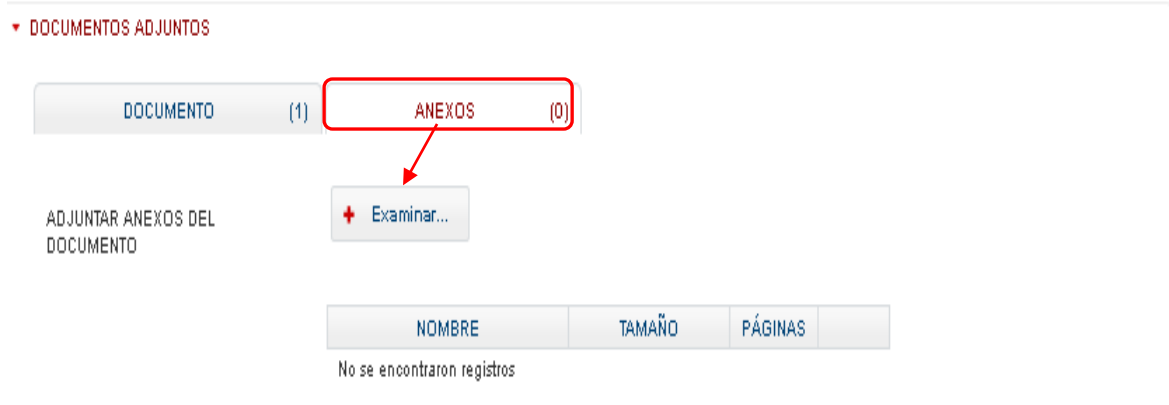 DOCUMENTOS ADJUNTOS
DOCUMENTO (1) ANEXOS (0)
Examinar...
ADJUNTAR ANEXOS DEL
DOCUMENTO
NOMBRE TAMAÑO PÁGINAS
No se encontraron registros